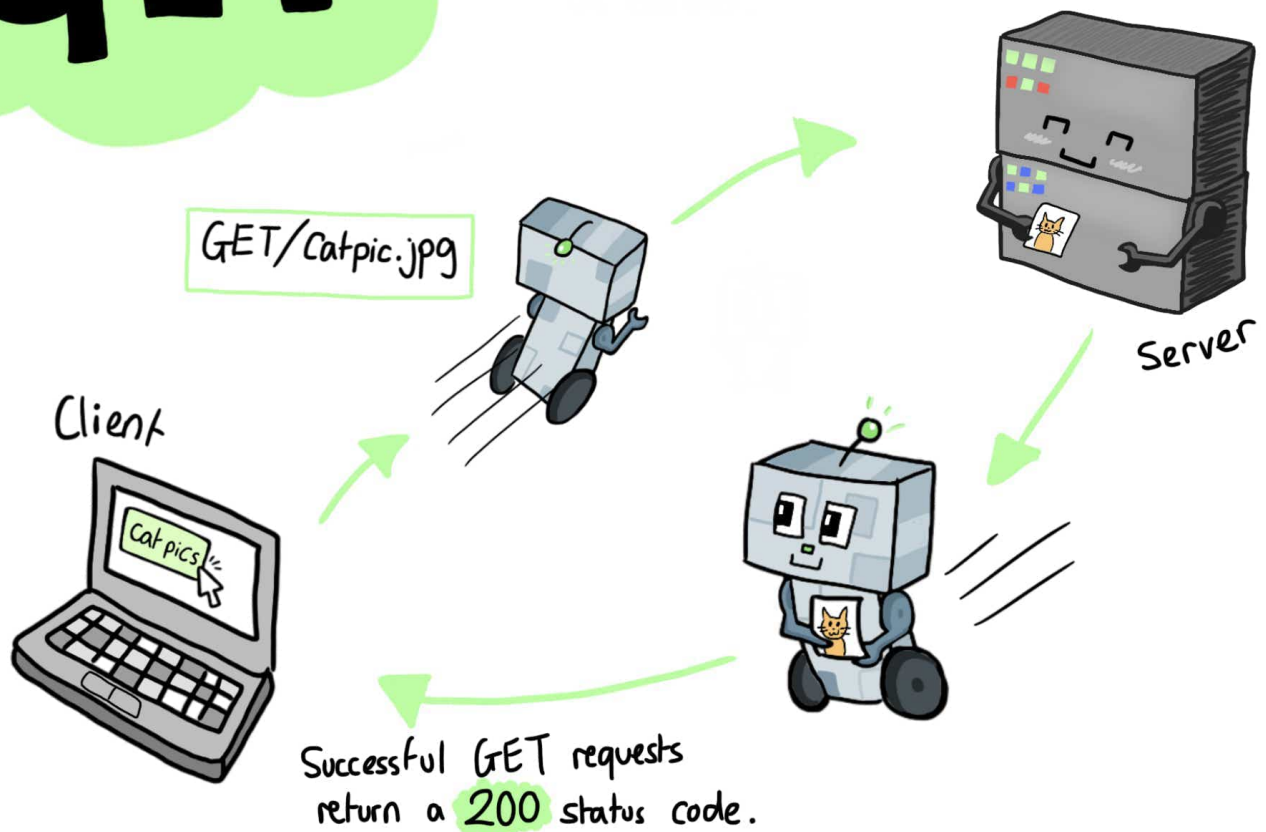 GET/Catpic.jpg
Server
Client
Cat pics
Successful GET requests
return a 200 status code.